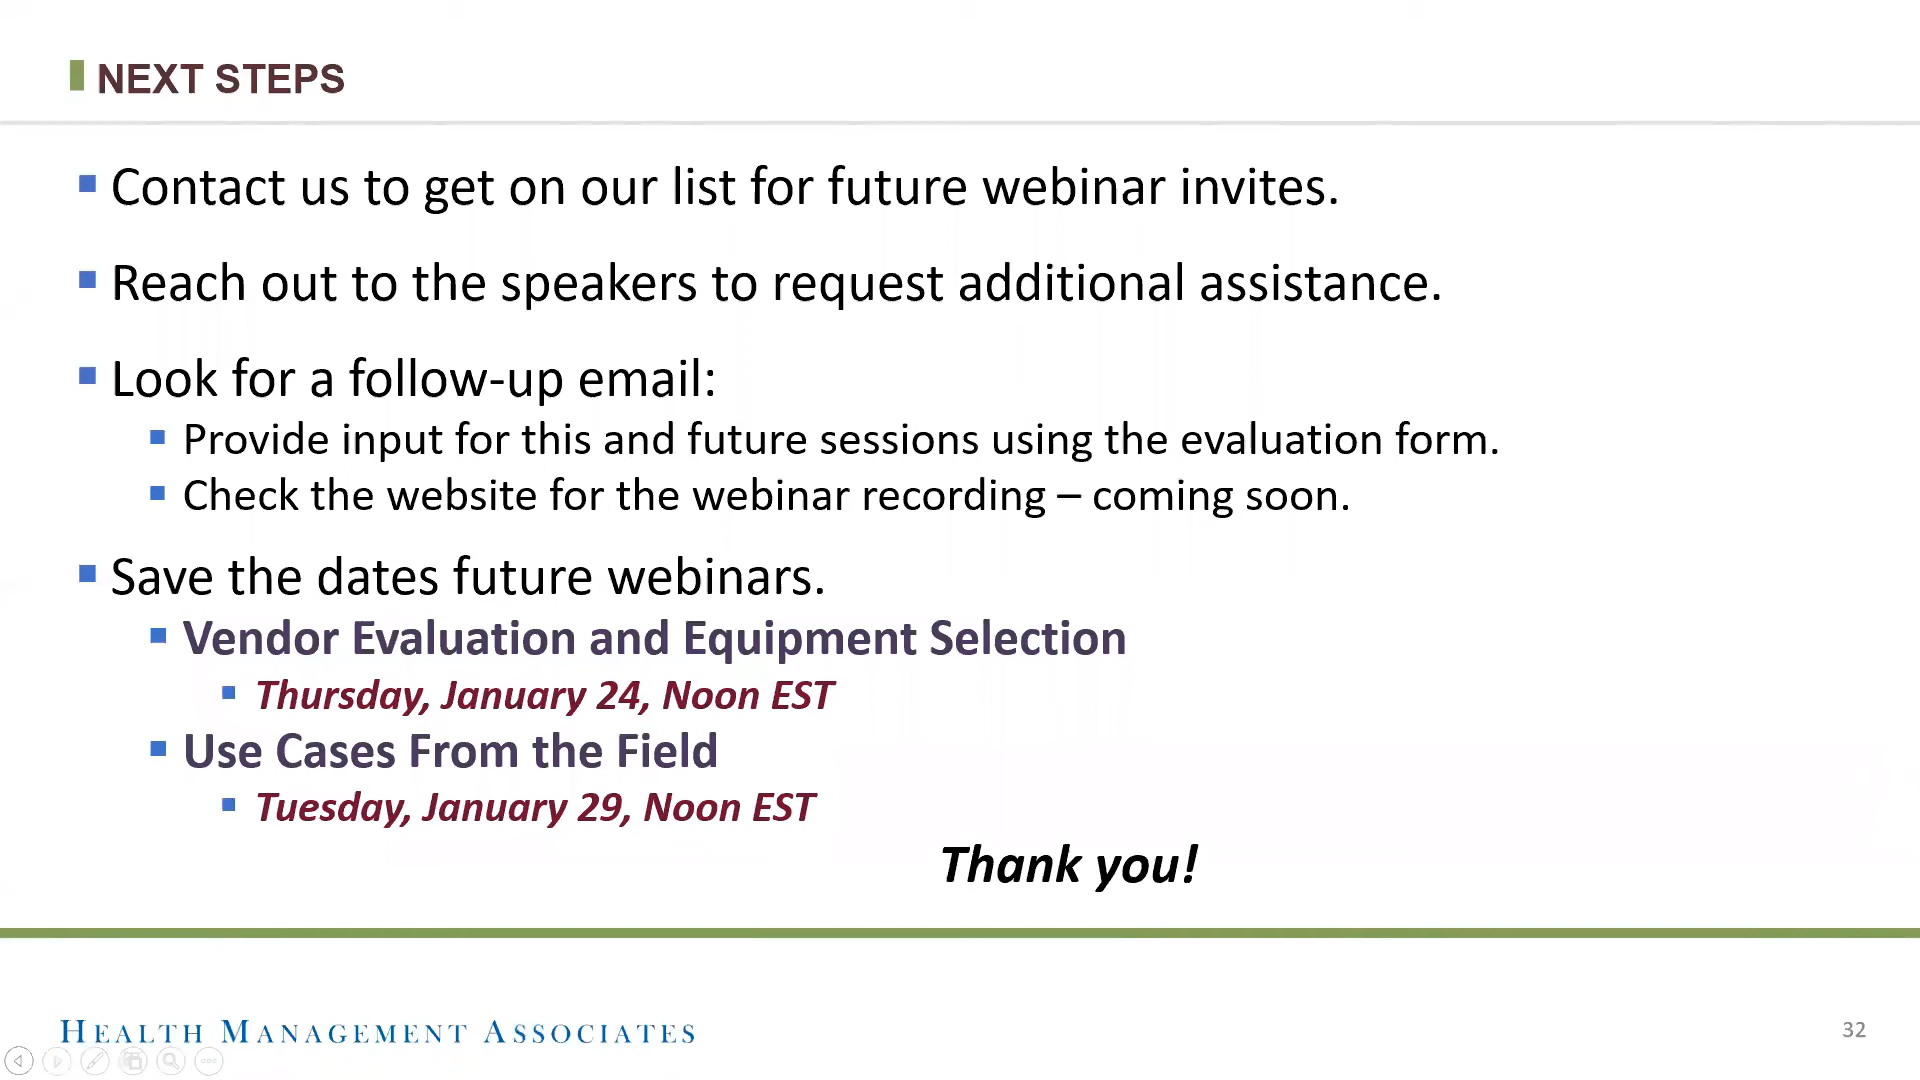 NEXT STEPS
Contact us to get on our list for future webinar invites.
Reach out to the speakers to request additional assistance.
Look for a follow-up email:
Provide input for this and future sessions using the evaluation form.
Check the website for the webinar recording – coming soon.
Save the dates future webinars.
Vendor Evaluation and Equipment Selection
Thursday, January 24, Noon EST
Use Cases From the Field
Tuesday, January 29, Noon EST
Thank you!
HEALTH MANAGEMENT ASSOCIATES
32